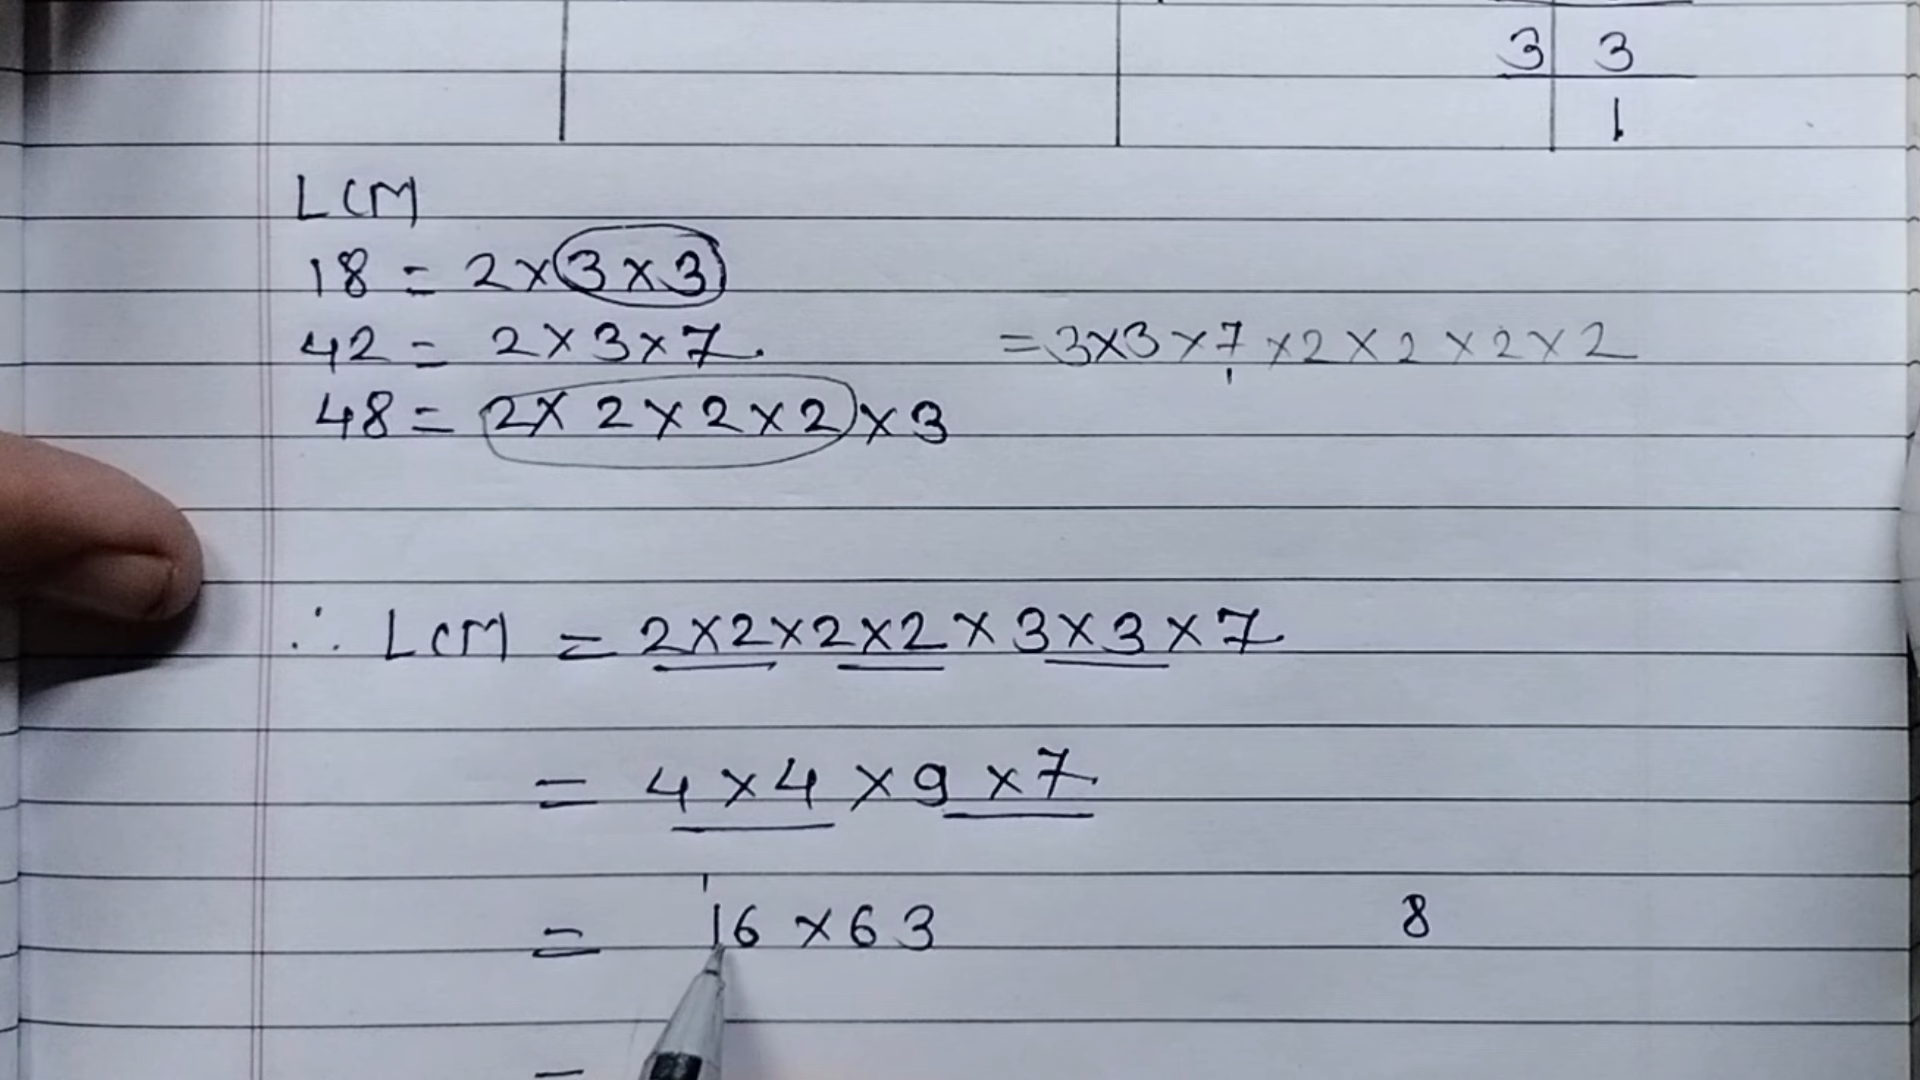 3 3
1
LCM
18 = 2×3×3
42 = 2×3×7 =3×3×7×2×2×2×2
48 = 2×2×2×2×3
∴ LCM = 2×2×2×2×3×3×7
= 4×4×9×7
= 16×63 8
=